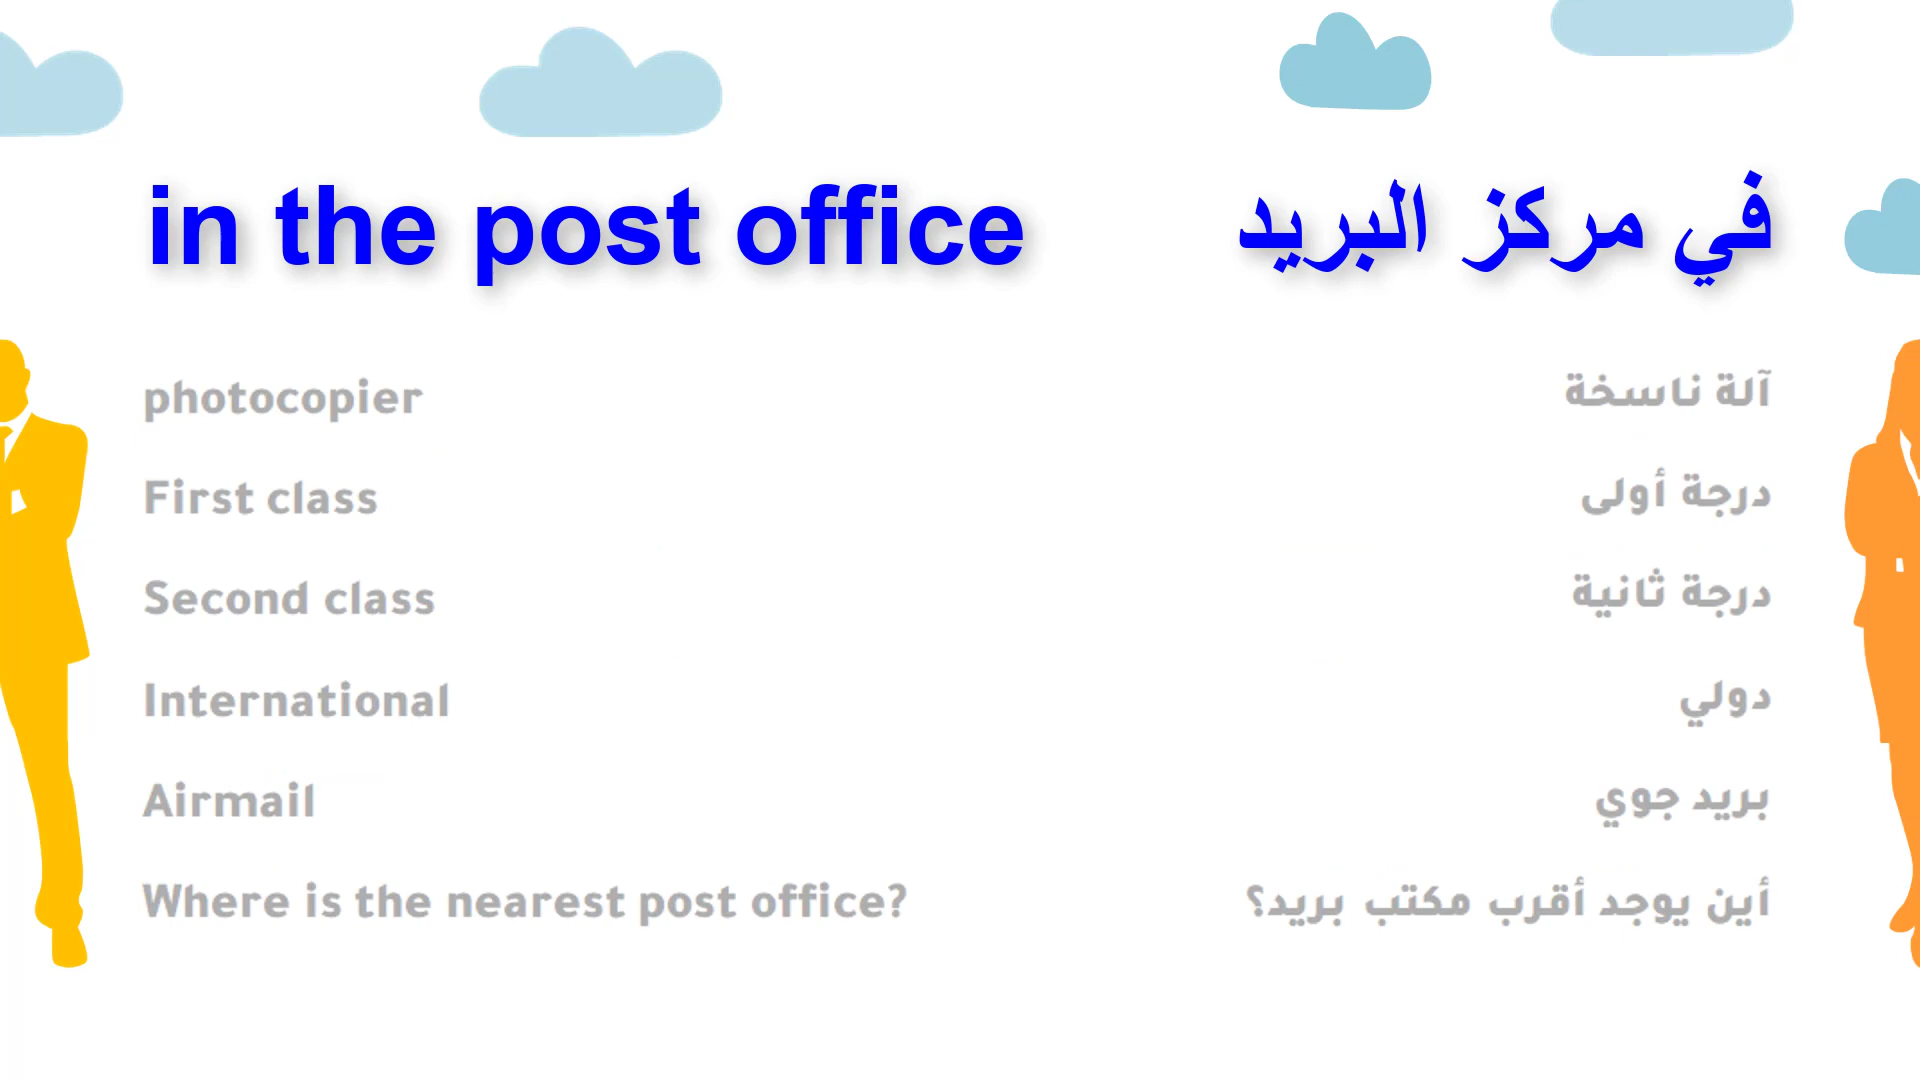 in the post office في مركز البريد
photocopier آلة ناسخة
First class درجة أولى
Second class درجة ثانية
International دولي
Airmail بريد جوي
Where is the nearest post office? أين يوجد أقرب مكتب بريد؟